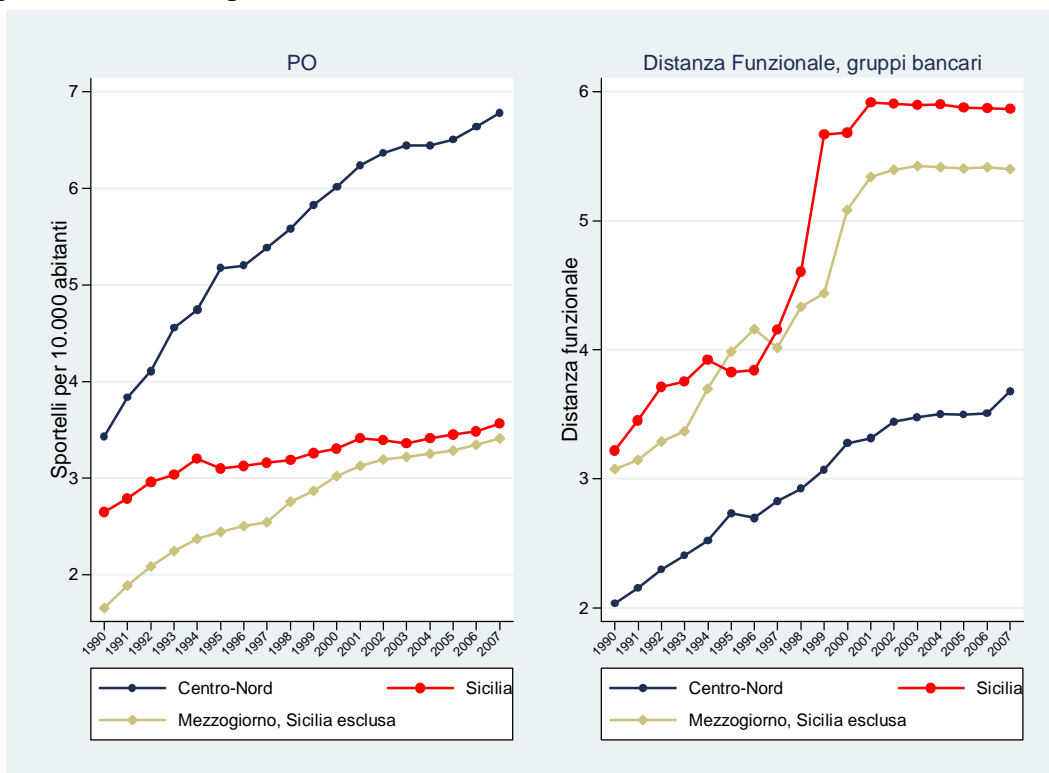 PO
Sportelli per 10.000 abitanti
7
6
5
4
3
2
1990 1991 1992 1993 1994 1995 1996 1997 1998 1999 2000 2001 2002 2003 2004 2005 2006 2007
Centro-Nord Sicilia
Mezzogiorno, Sicilia esclusa
Distanza Funzionale, gruppi bancari
Distanza funzionale
6
5
4
3
2
1990 1991 1992 1993 1994 1995 1996 1997 1998 1999 2000 2001 2002 2003 2004 2005 2006 2007
Centro-Nord Sicilia
Mezzogiorno, Sicilia esclusa